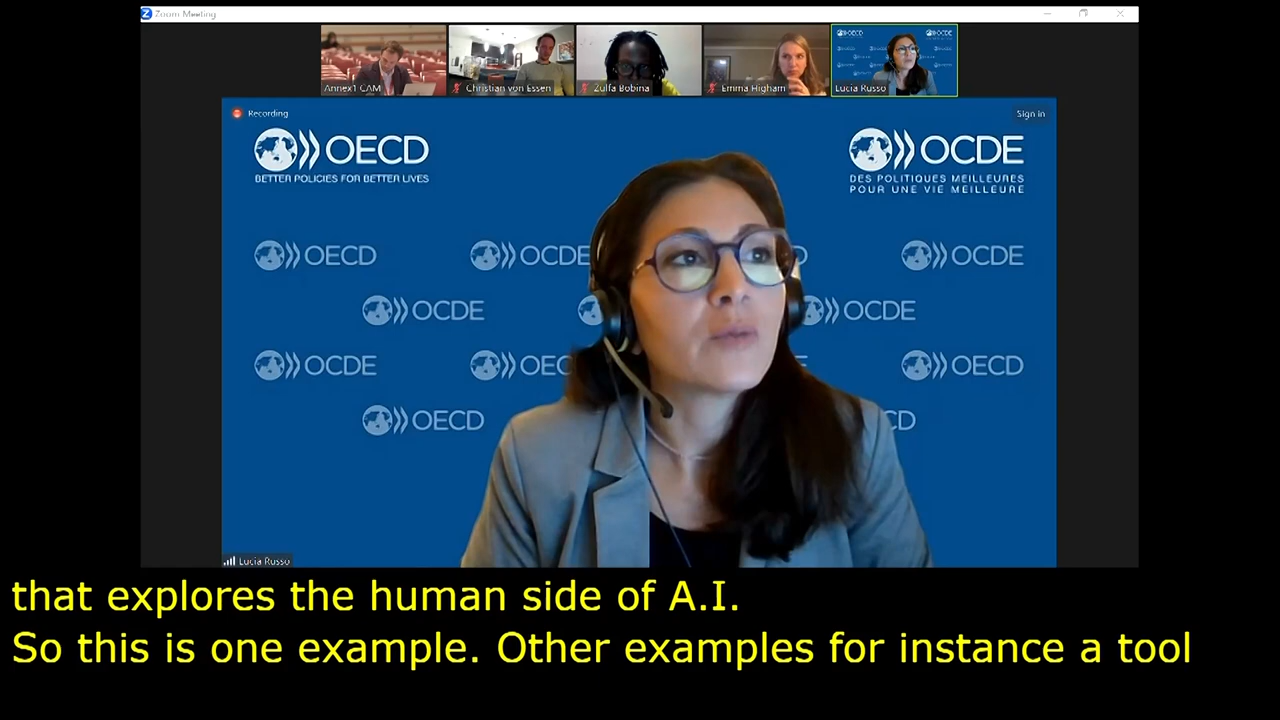 Zoom Meeting
Annex1 CAM
Christian von Essen
Zulfa Bobina
Emma Higham
Lucia Russo
Recording
Sign in
OECD
BETTER POLICIES FOR BETTER LIVES
OCDE
DES POLITIQUES MEILLEURES
POUR UNE VIE MEILLEURE
OECD
OCDE
OCDE
OCDE
OCDE
OCDE
OEC
OECD
OECD
CD
Lucia Russo
that explores the human side of A.I.
So this is one example. Other examples for instance a tool